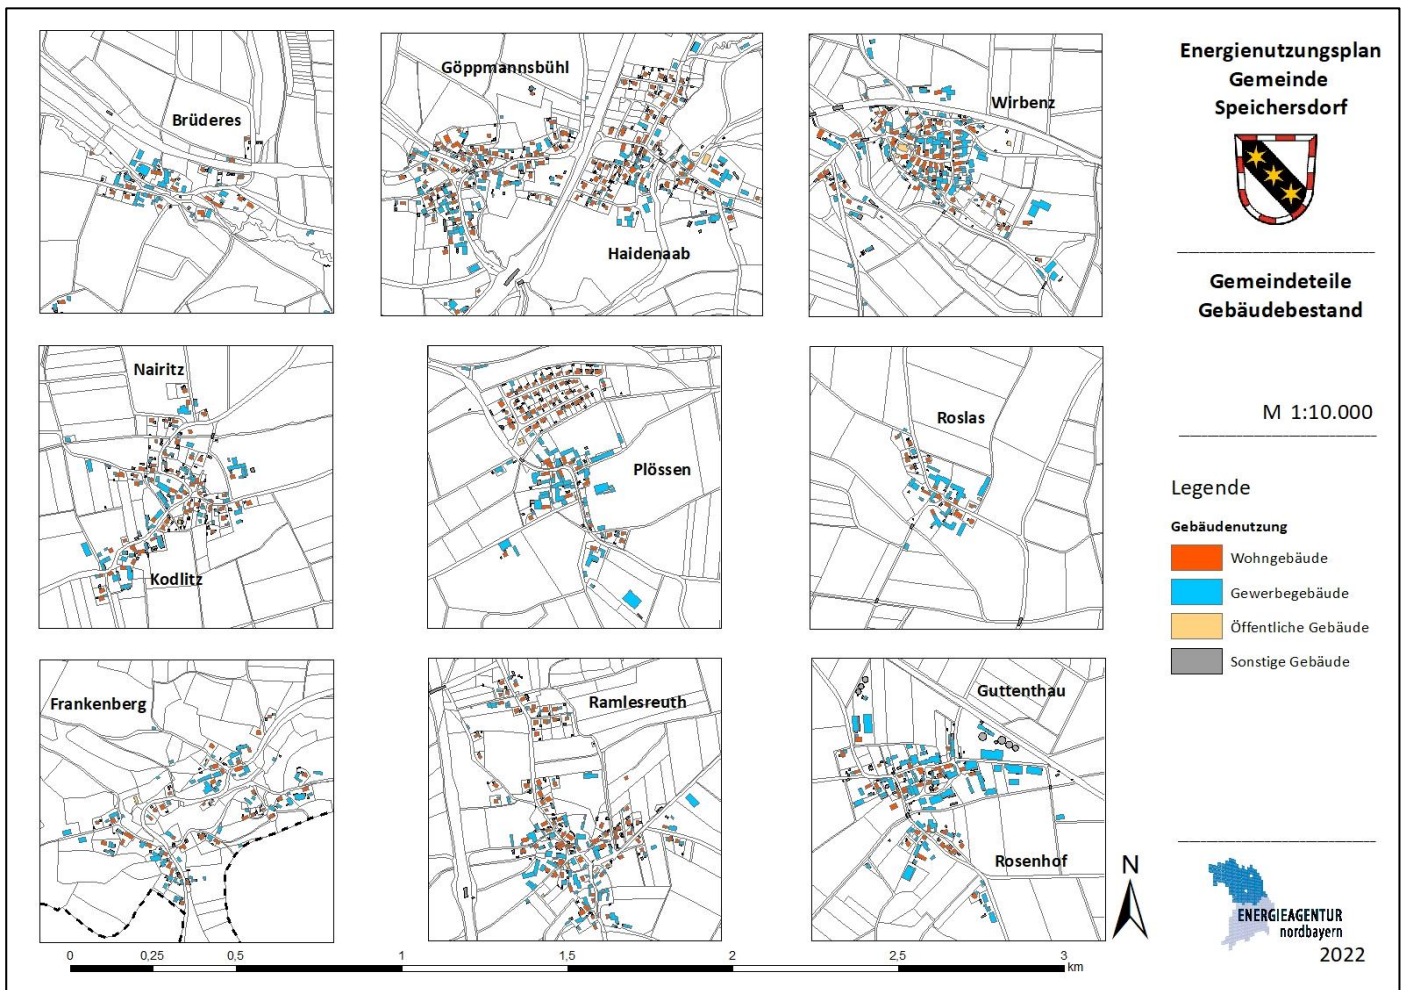 Brüderes
Göppmannsbühl
Haidenaab
Wirbenz
Nairitz
Kodlitz
Plössen
Roslas
Frankenberg
Ramlesreuth
Guttenthau
Rosenhof
N
0 0,25 0,5 1 1,5 2 2,5 3
km
Energienutzungsplan
Gemeinde
Speichersdorf
Gemeindeteile
Gebäudebestand
M 1:10.000
Legende
Gebäudenutzung
Wohngebäude
Gewerbegebäude
Öffentliche Gebäude
Sonstige Gebäude
ENERGIEAGENTUR
nordbayern
2022